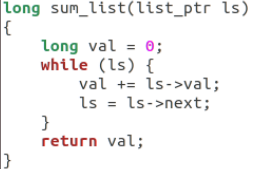 long sum_list(list_ptr ls)
{
    long val = 0;
    while (ls) {
        val += ls->val;
        ls = ls->next;
    }
    return val;
}